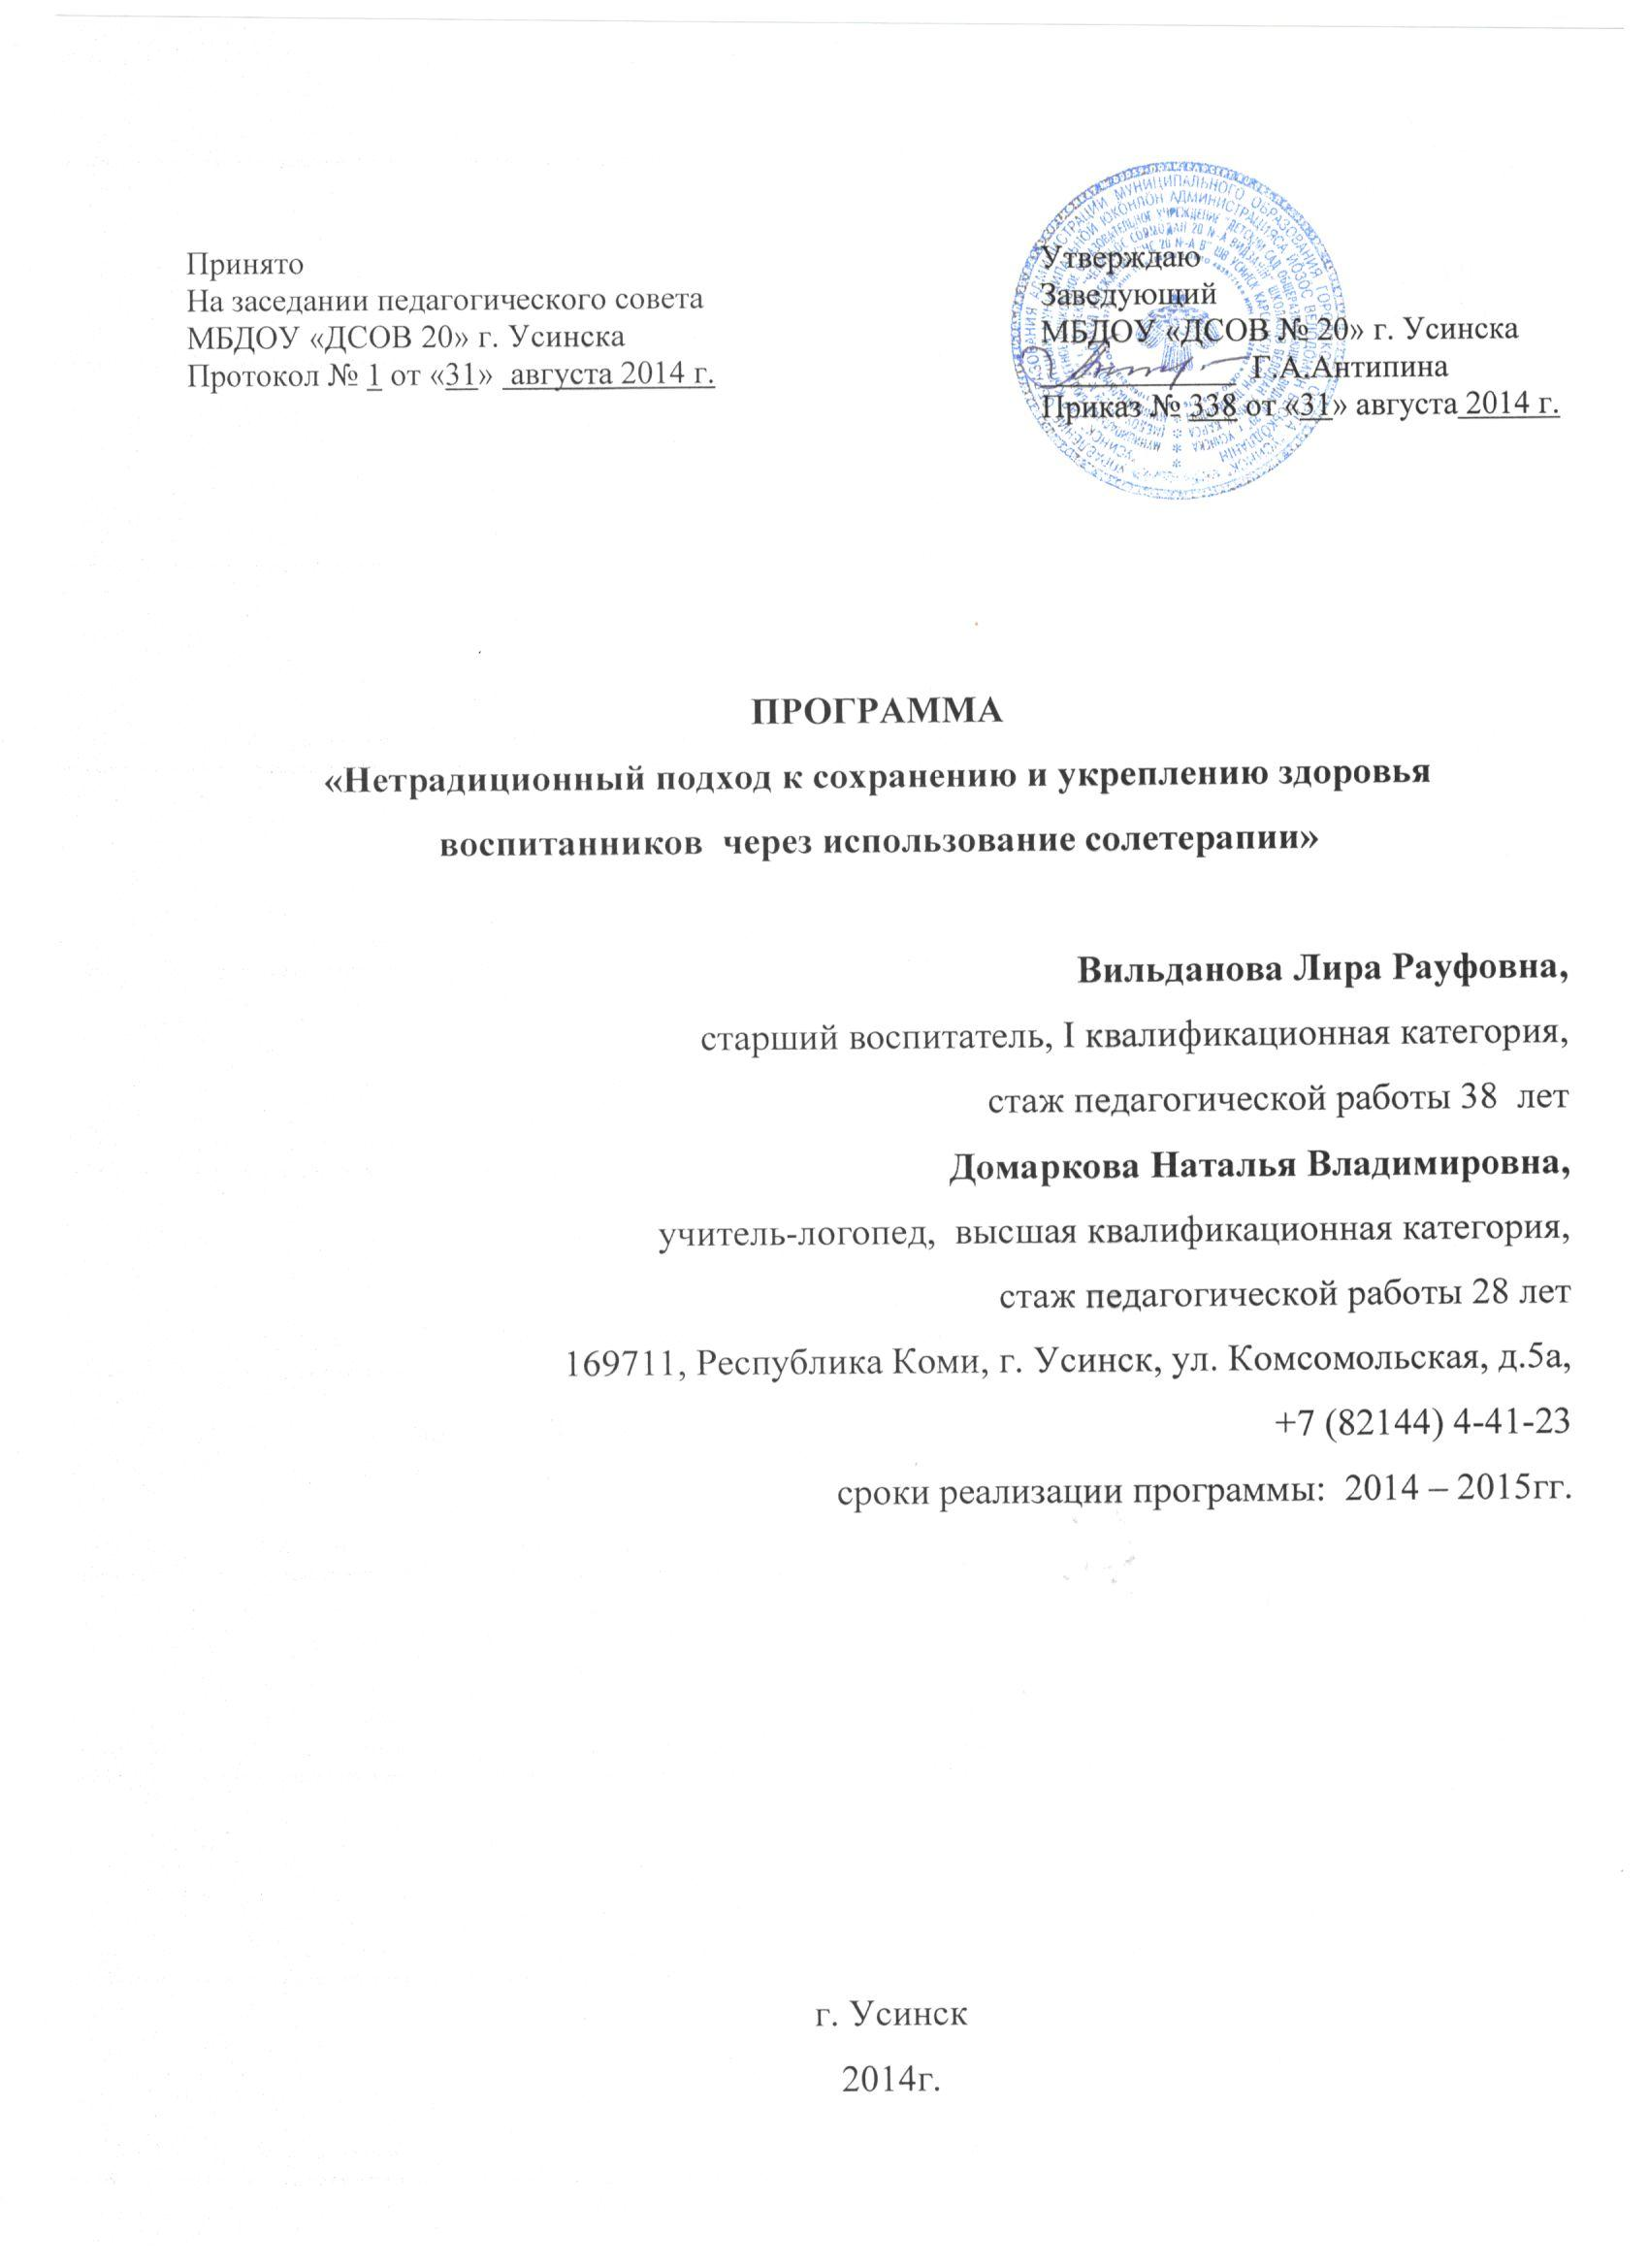 Принято
На заседании педагогического совета
МБДОУ «ДСОВ 20» г. Усинска
Протокол № 1 от «31» августа 2014 г.
Утверждаю
Заведующий
МБДОУ «ДСОВ № 20» г. Усинска
Г.А.Антипина
Приказ № 338 от «31» августа 2014 г.
ПРОГРАММА
«Нетрадиционный подход к сохранению и укреплению здоровья
воспитанников через использование солетерапии»
Вильданова Лира Рауфовна,
старший воспитатель, I квалификационная категория,
стаж педагогической работы 38 лет
Домаркова Наталья Владимировна,
учитель-логопед, высшая квалификационная категория,
стаж педагогической работы 28 лет
169711, Республика Коми, г. Усинск, ул. Комсомольская, д.5а,
+7 (82144) 4-41-23
сроки реализации программы: 2014 – 2015гг.
г. Усинск
2014г.